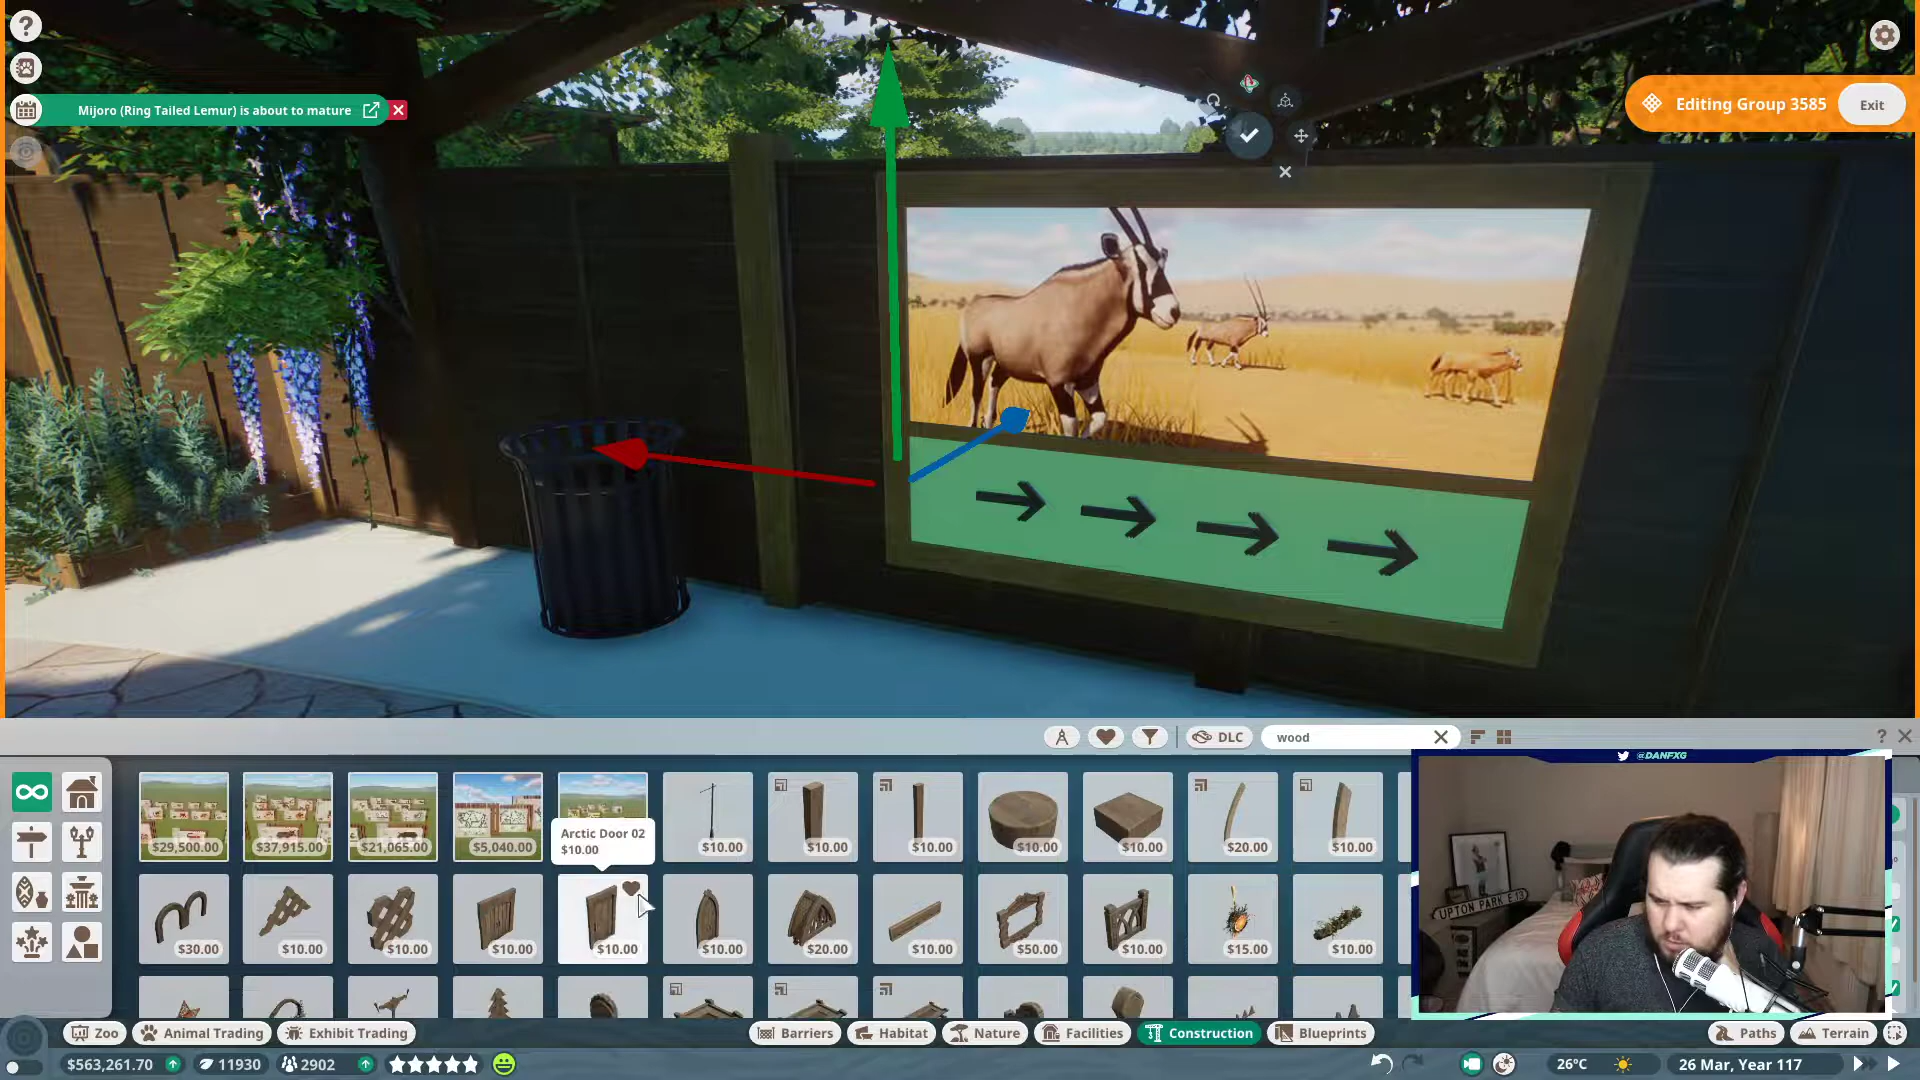 ?
Mijoro (Ring Tailed Lemur) is about to mature
Editing Group 3585
Exit
DLC
wood
?
@DANFXG
$29,500.00
$37,915.00
$21,065.00
$5,040.00
Arctic Door 02
$10.00
$10.00
$10.00
$10.00
$10.00
$10.00
$20.00
$10.00
$30.00
$10.00
$10.00
$10.00
$10.00
$10.00
$20.00
$10.00
$50.00
$10.00
$15.00
$10.00
UPTON PARK E13
Zoo
Animal Trading
Exhibit Trading
Barriers
Habitat
Nature
Facilities
Construction
Blueprints
Paths
Terrain
$563,261.70
11930
2902
26°C
26 Mar, Year 117